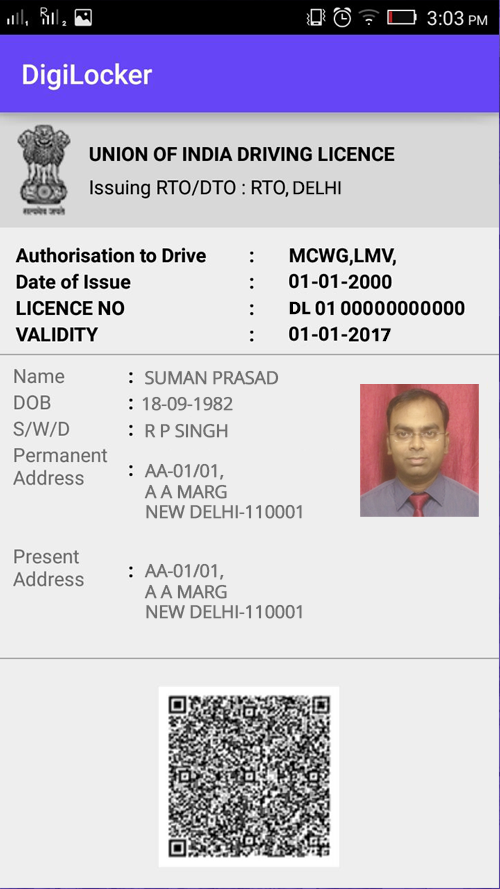 3:03 PM
DigiLocker
UNION OF INDIA DRIVING LICENCE
Issuing RTO/DTO : RTO, DELHI
सत्यमेव जयते
Authorisation to Drive : MCWG,LMV,
Date of Issue : 01-01-2000
LICENCE NO : DL 01 00000000000
VALIDITY : 01-01-2017
Name : SUMAN PRASAD
DOB : 18-09-1982
S/W/D : R P SINGH
Permanent Address : AA-01/01,
A A MARG
NEW DELHI-110001
Present Address : AA-01/01,
A A MARG
NEW DELHI-110001